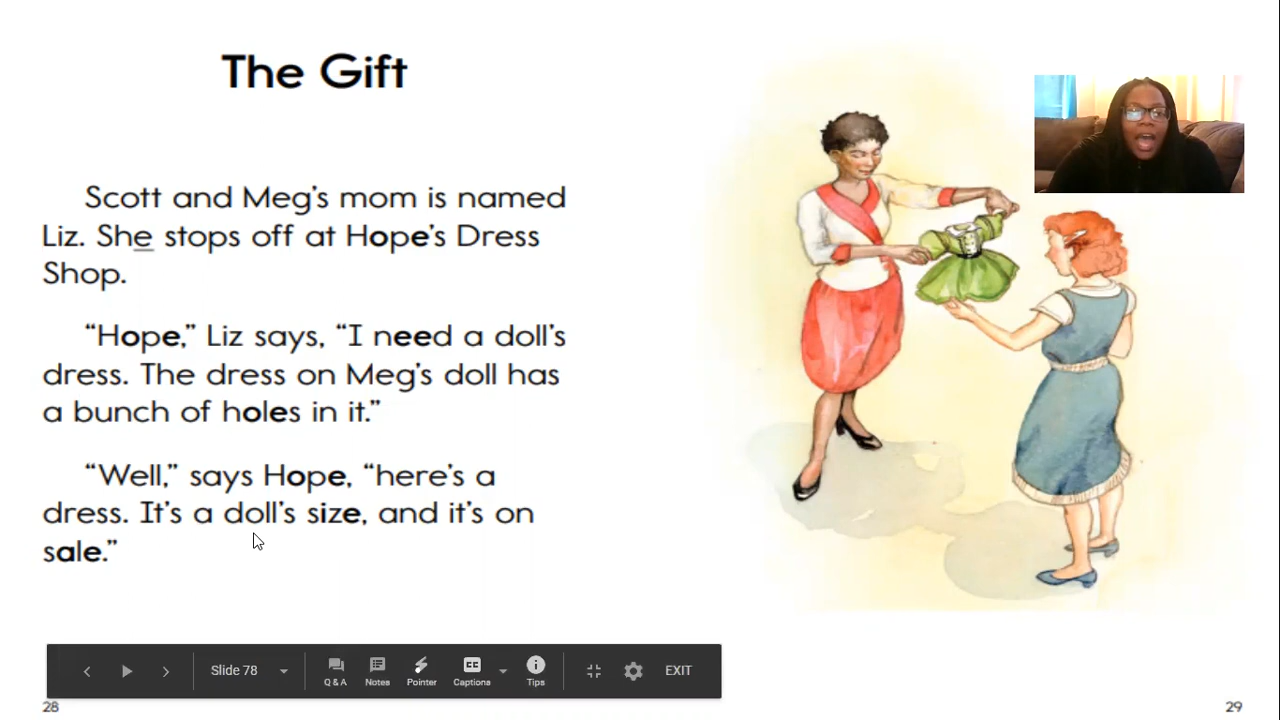 The Gift
Scott and Meg's mom is named
Liz. She stops off at Hope's Dress
Shop.
“Hope,” Liz says, “I need a doll's
dress. The dress on Meg's doll has
a bunch of holes in it.”
“Well,” says Hope, “here's a
dress. It's a doll's size, and it's on
sale.”
Slide 78
Q & A
Notes
Pointer
CC
Captions
Tips
EXIT
28
29